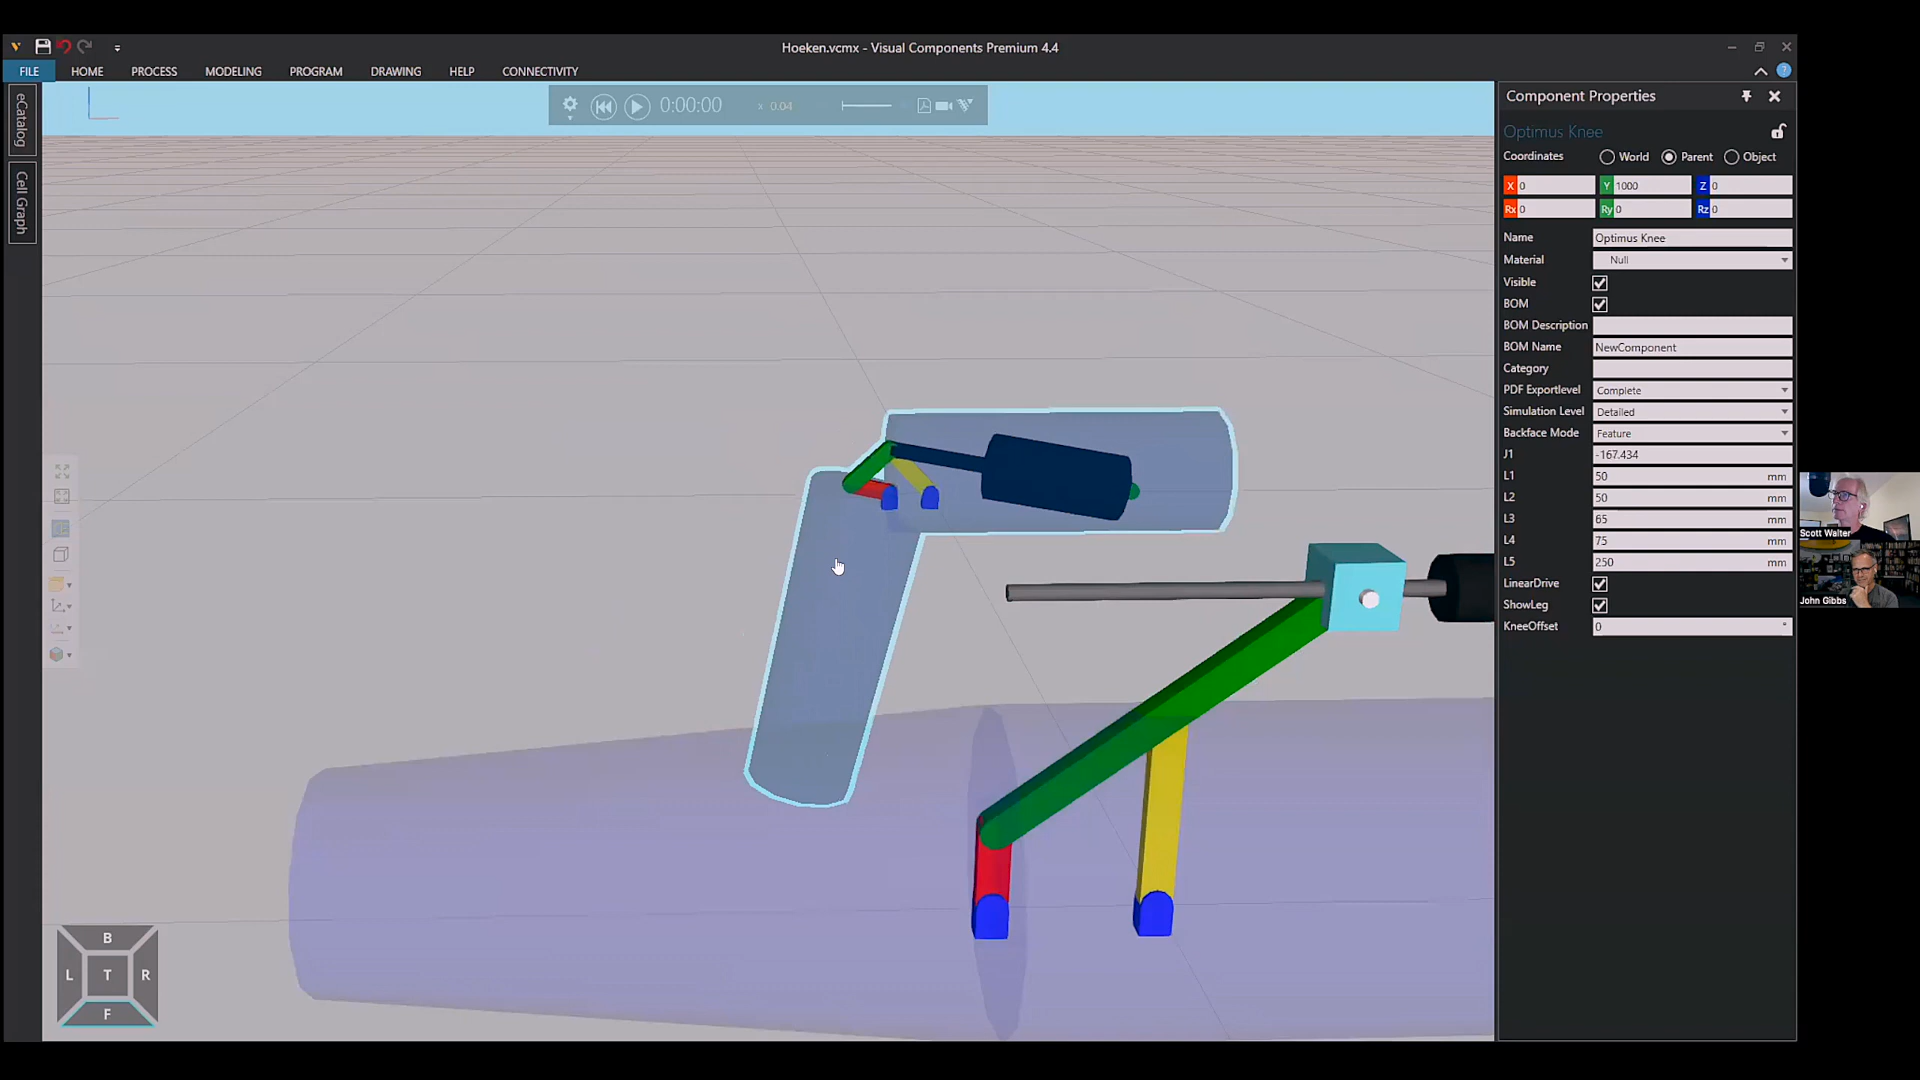 Hoeken.vcmx - Visual Components Premium 4.4
FILE HOME PROCESS MODELING PROGRAM DRAWING HELP CONNECTIVITY
eCatalog
Cell Graph
0:00:00 x 0.04
Component Properties
Optimus Knee
Coordinates World Parent Object
X 0 Y 1000 Z 0
Rx 0 Ry 0 Rz 0
Name Optimus Knee
Material Null
Visible
BOM
BOM Description
BOM Name NewComponent
Category
PDF Exportlevel Complete
Simulation Level Detailed
Backface Mode Feature
J1 -167.434
L1 50 mm
L2 50 mm
L3 65 mm
L4 75 mm
L5 250 mm
LinearDrive
ShowLeg
KneeOffset 0 °
Scott Walter
John Gibbs
B
L T R
F